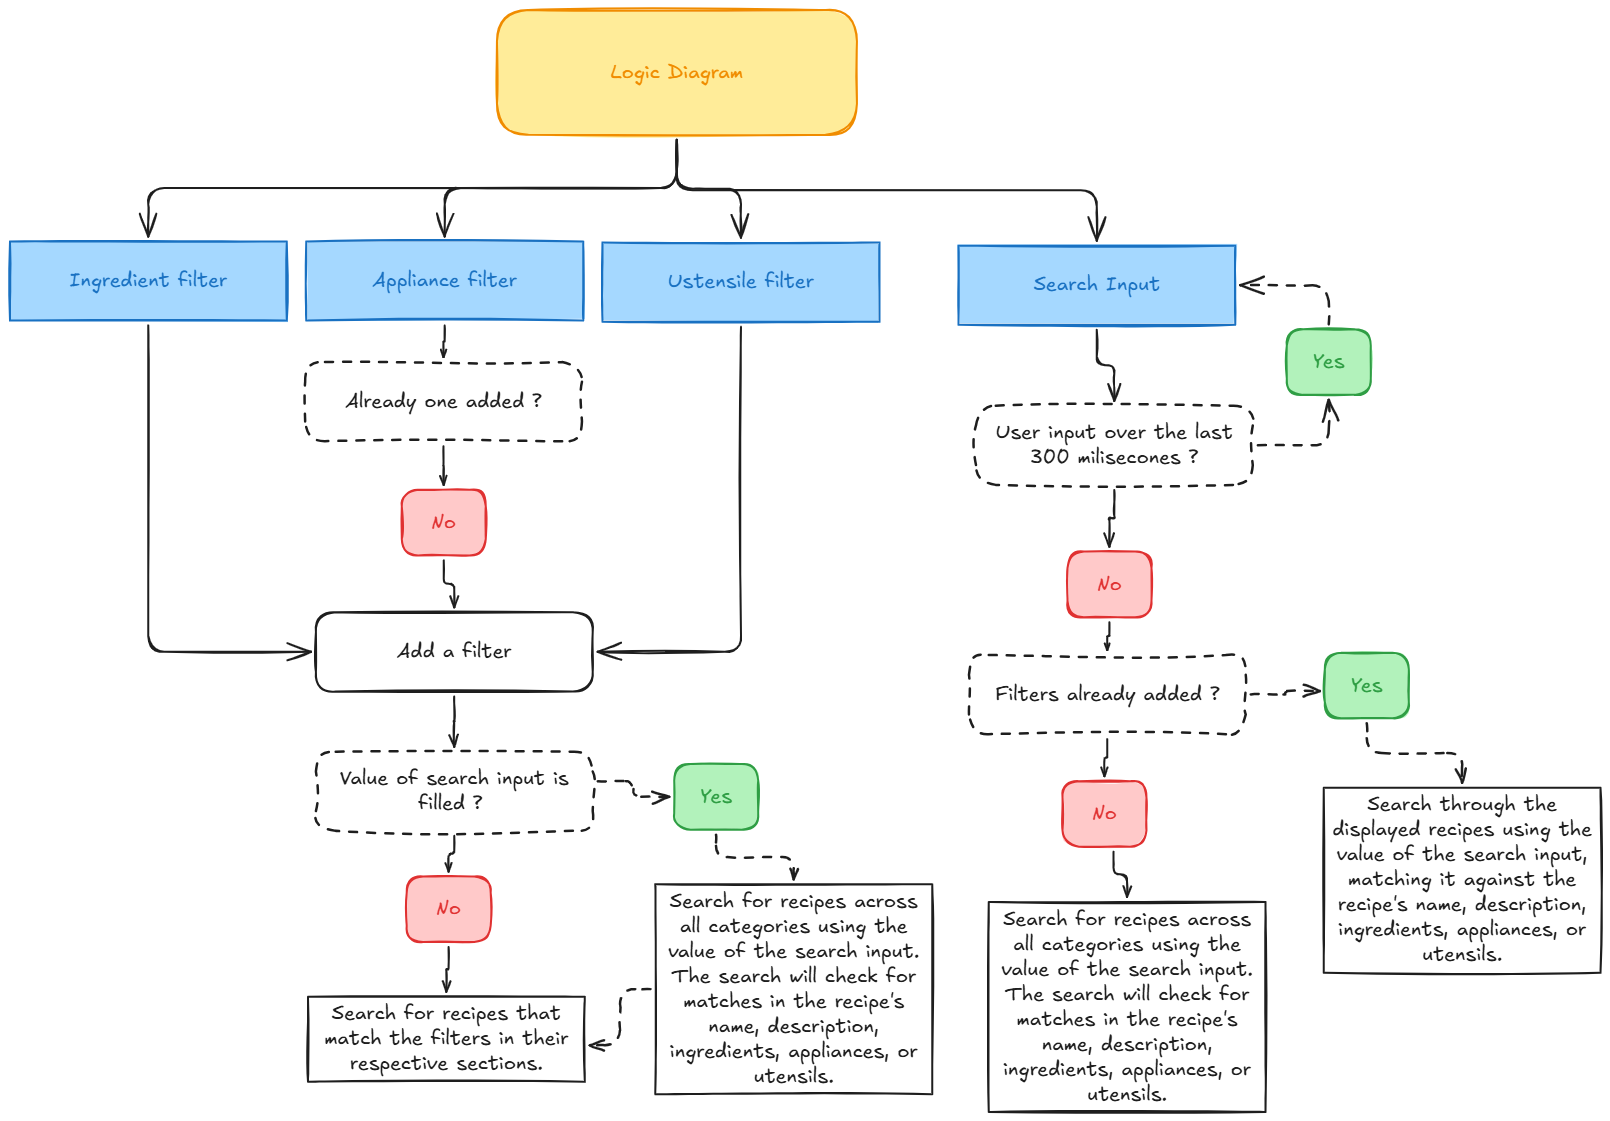 Logic Diagram
Ingredient filter
Appliance filter
Ustensile filter
Search Input
Already one added ?
No
Add a filter
Value of search input is
filled ?
Yes
No
Search for recipes that
match the filters in their
respective sections.
Search for recipes across
all categories using the
value of the search input.
The search will check for
matches in the recipe's
name, description,
ingredients, appliances, or
utensils.
Yes
User input over the last
300 milisecones ?
No
Filters already added ?
Yes
No
Search for recipes across
all categories using the
value of the search input.
The search will check for
matches in the recipe's
name, description,
ingredients, appliances, or
utensils.
Search through the
displayed recipes using the
value of the search input,
matching it against the
recipe's name, description,
ingredients, appliances, or
utensils.